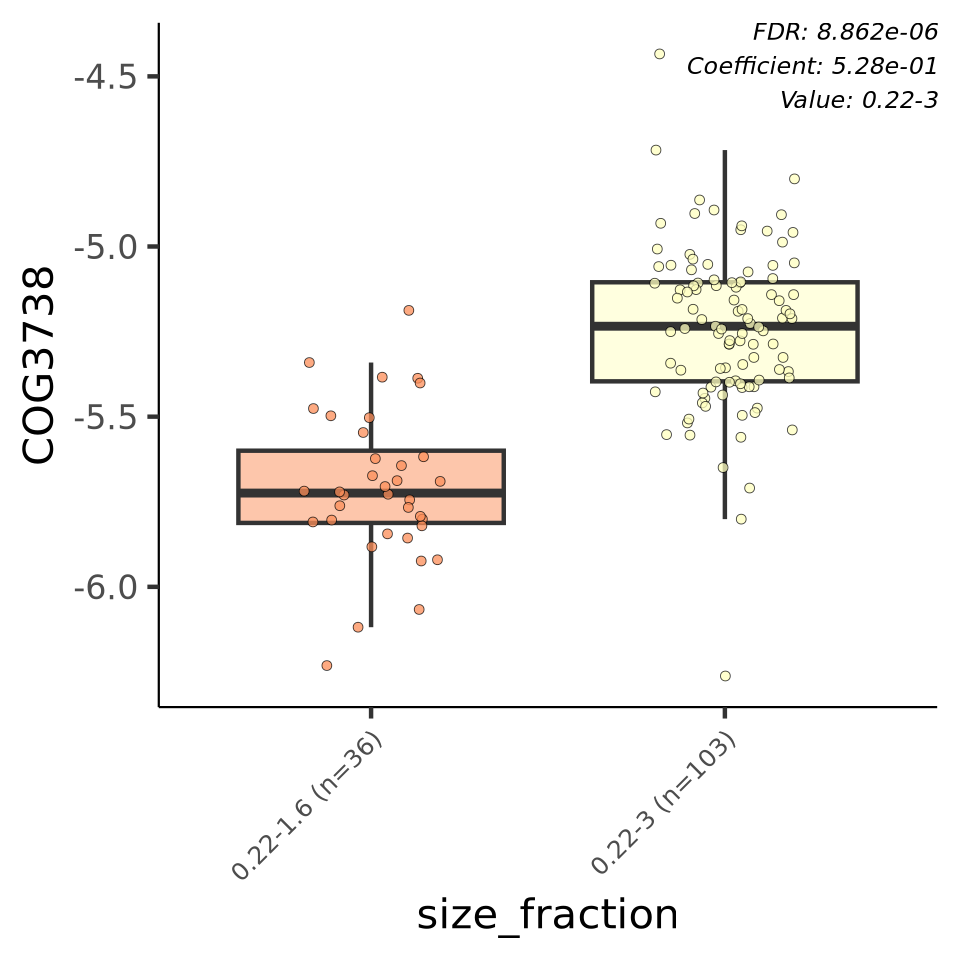 FDR: 8.862e-06
Coefficient: 5.28e-01
Value: 0.22-3
-4.5
-5.0
-5.5
-6.0
COG3738
0.22-1.6 (n=36)
0.22-3 (n=103)
size_fraction